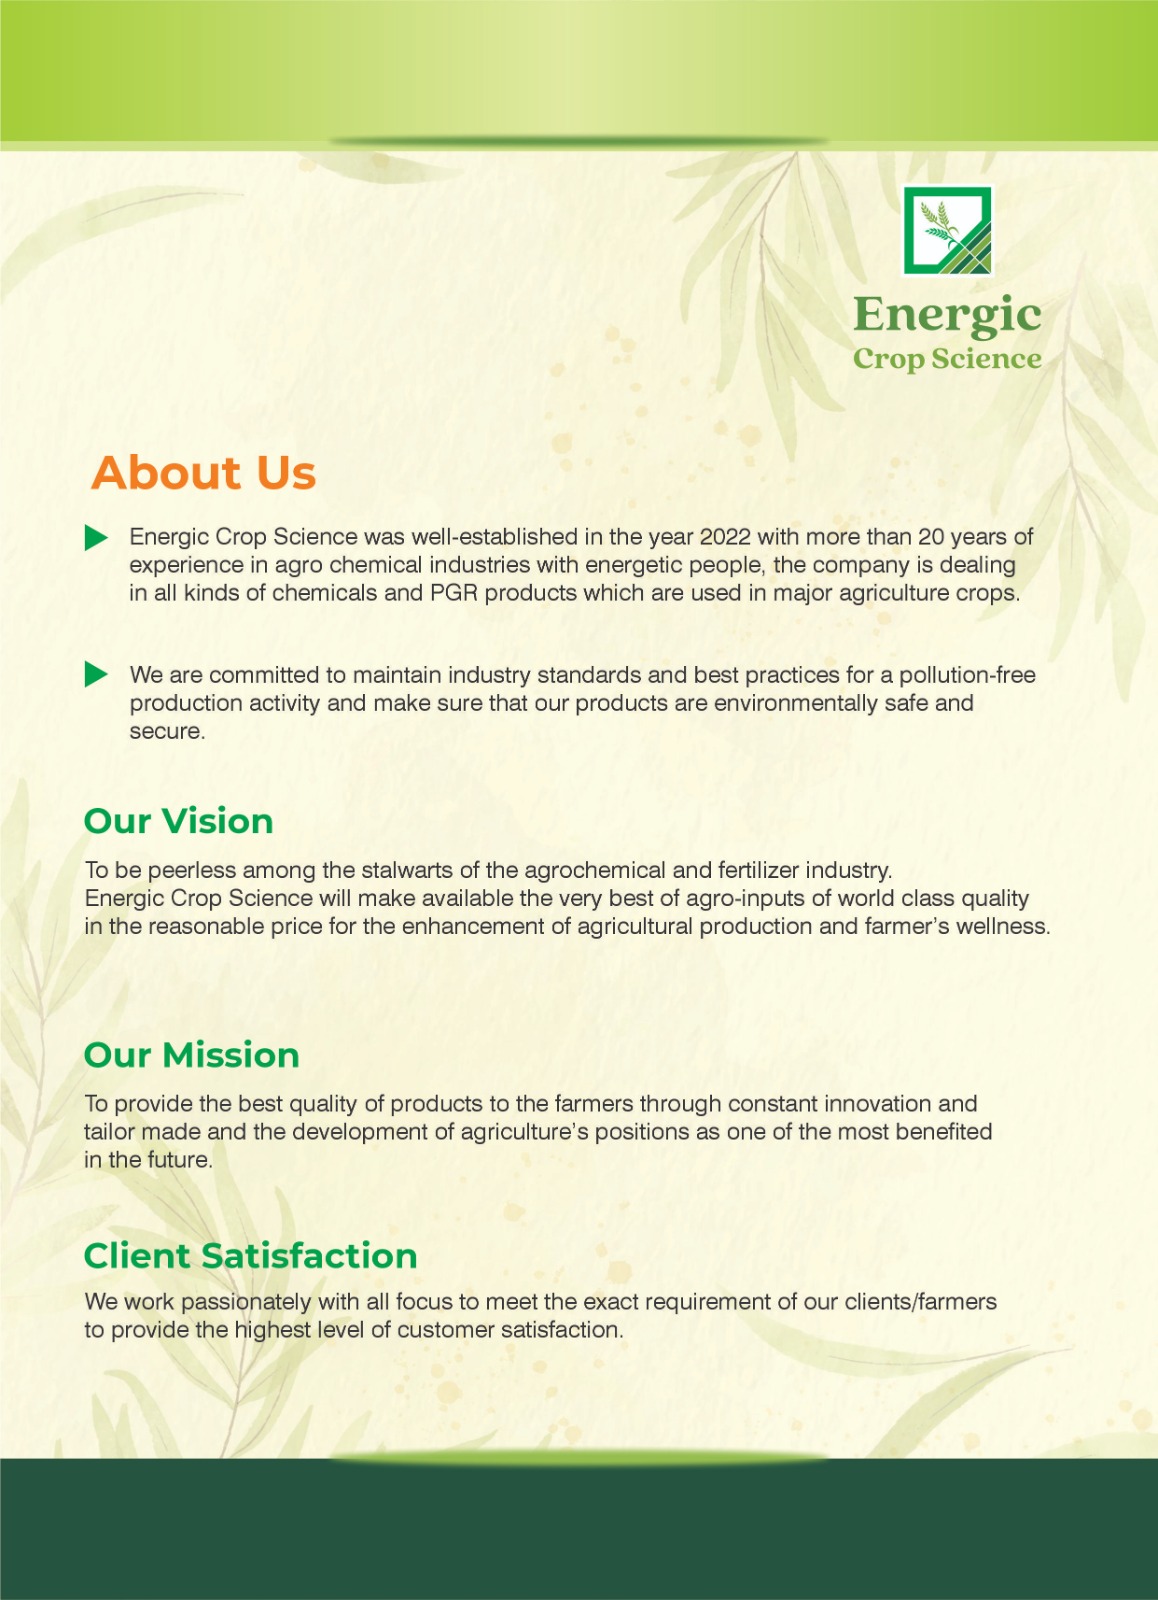 Energic
Crop Science
About Us
Energic Crop Science was well-established in the year 2022 with more than 20 years of
experience in agro chemical industries with energetic people, the company is dealing
in all kinds of chemicals and PGR products which are used in major agriculture crops.
We are committed to maintain industry standards and best practices for a pollution-free
production activity and make sure that our products are environmentally safe and
secure.
Our Vision
To be peerless among the stalwarts of the agrochemical and fertilizer industry.
Energic Crop Science will make available the very best of agro-inputs of world class quality
in the reasonable price for the enhancement of agricultural production and farmer’s wellness.
Our Mission
To provide the best quality of products to the farmers through constant innovation and
tailor made and the development of agriculture’s positions as one of the most benefited
in the future.
Client Satisfaction
We work passionately with all focus to meet the exact requirement of our clients/farmers
to provide the highest level of customer satisfaction.